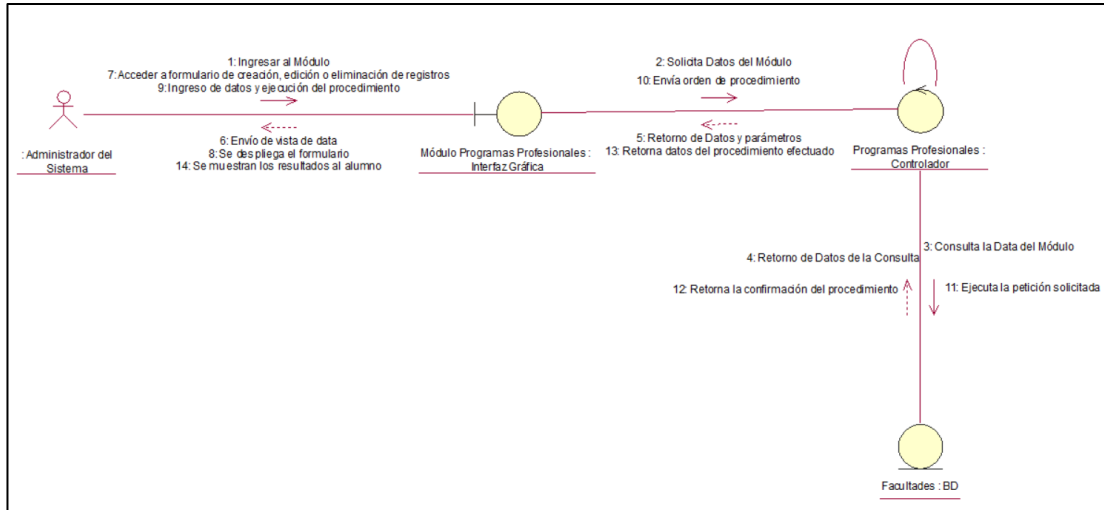 1: Ingresar al Módulo
7: Acceder a formulario de creación, edición o eliminación de registros
9: Ingreso de datos y ejecución del procedimiento
2: Solicita Datos del Módulo
10: Envía orden de procedimiento
6: Envío de vista de data
8: Se despliega el formulario
14: Se muestran los resultados al alumno
5: Retorno de Datos y parámetros
13: Retorna datos del procedimiento efectuado
: Administrador del
Sistema
Módulo Programas Profesionales :
Interfaz Gráfica
Programas Profesionales :
Controlador
3: Consulta la Data del Módulo
4: Retorno de Datos de la Consulta
12: Retorna la confirmación del procedimiento
11: Ejecuta la petición solicitada
Facultades : BD